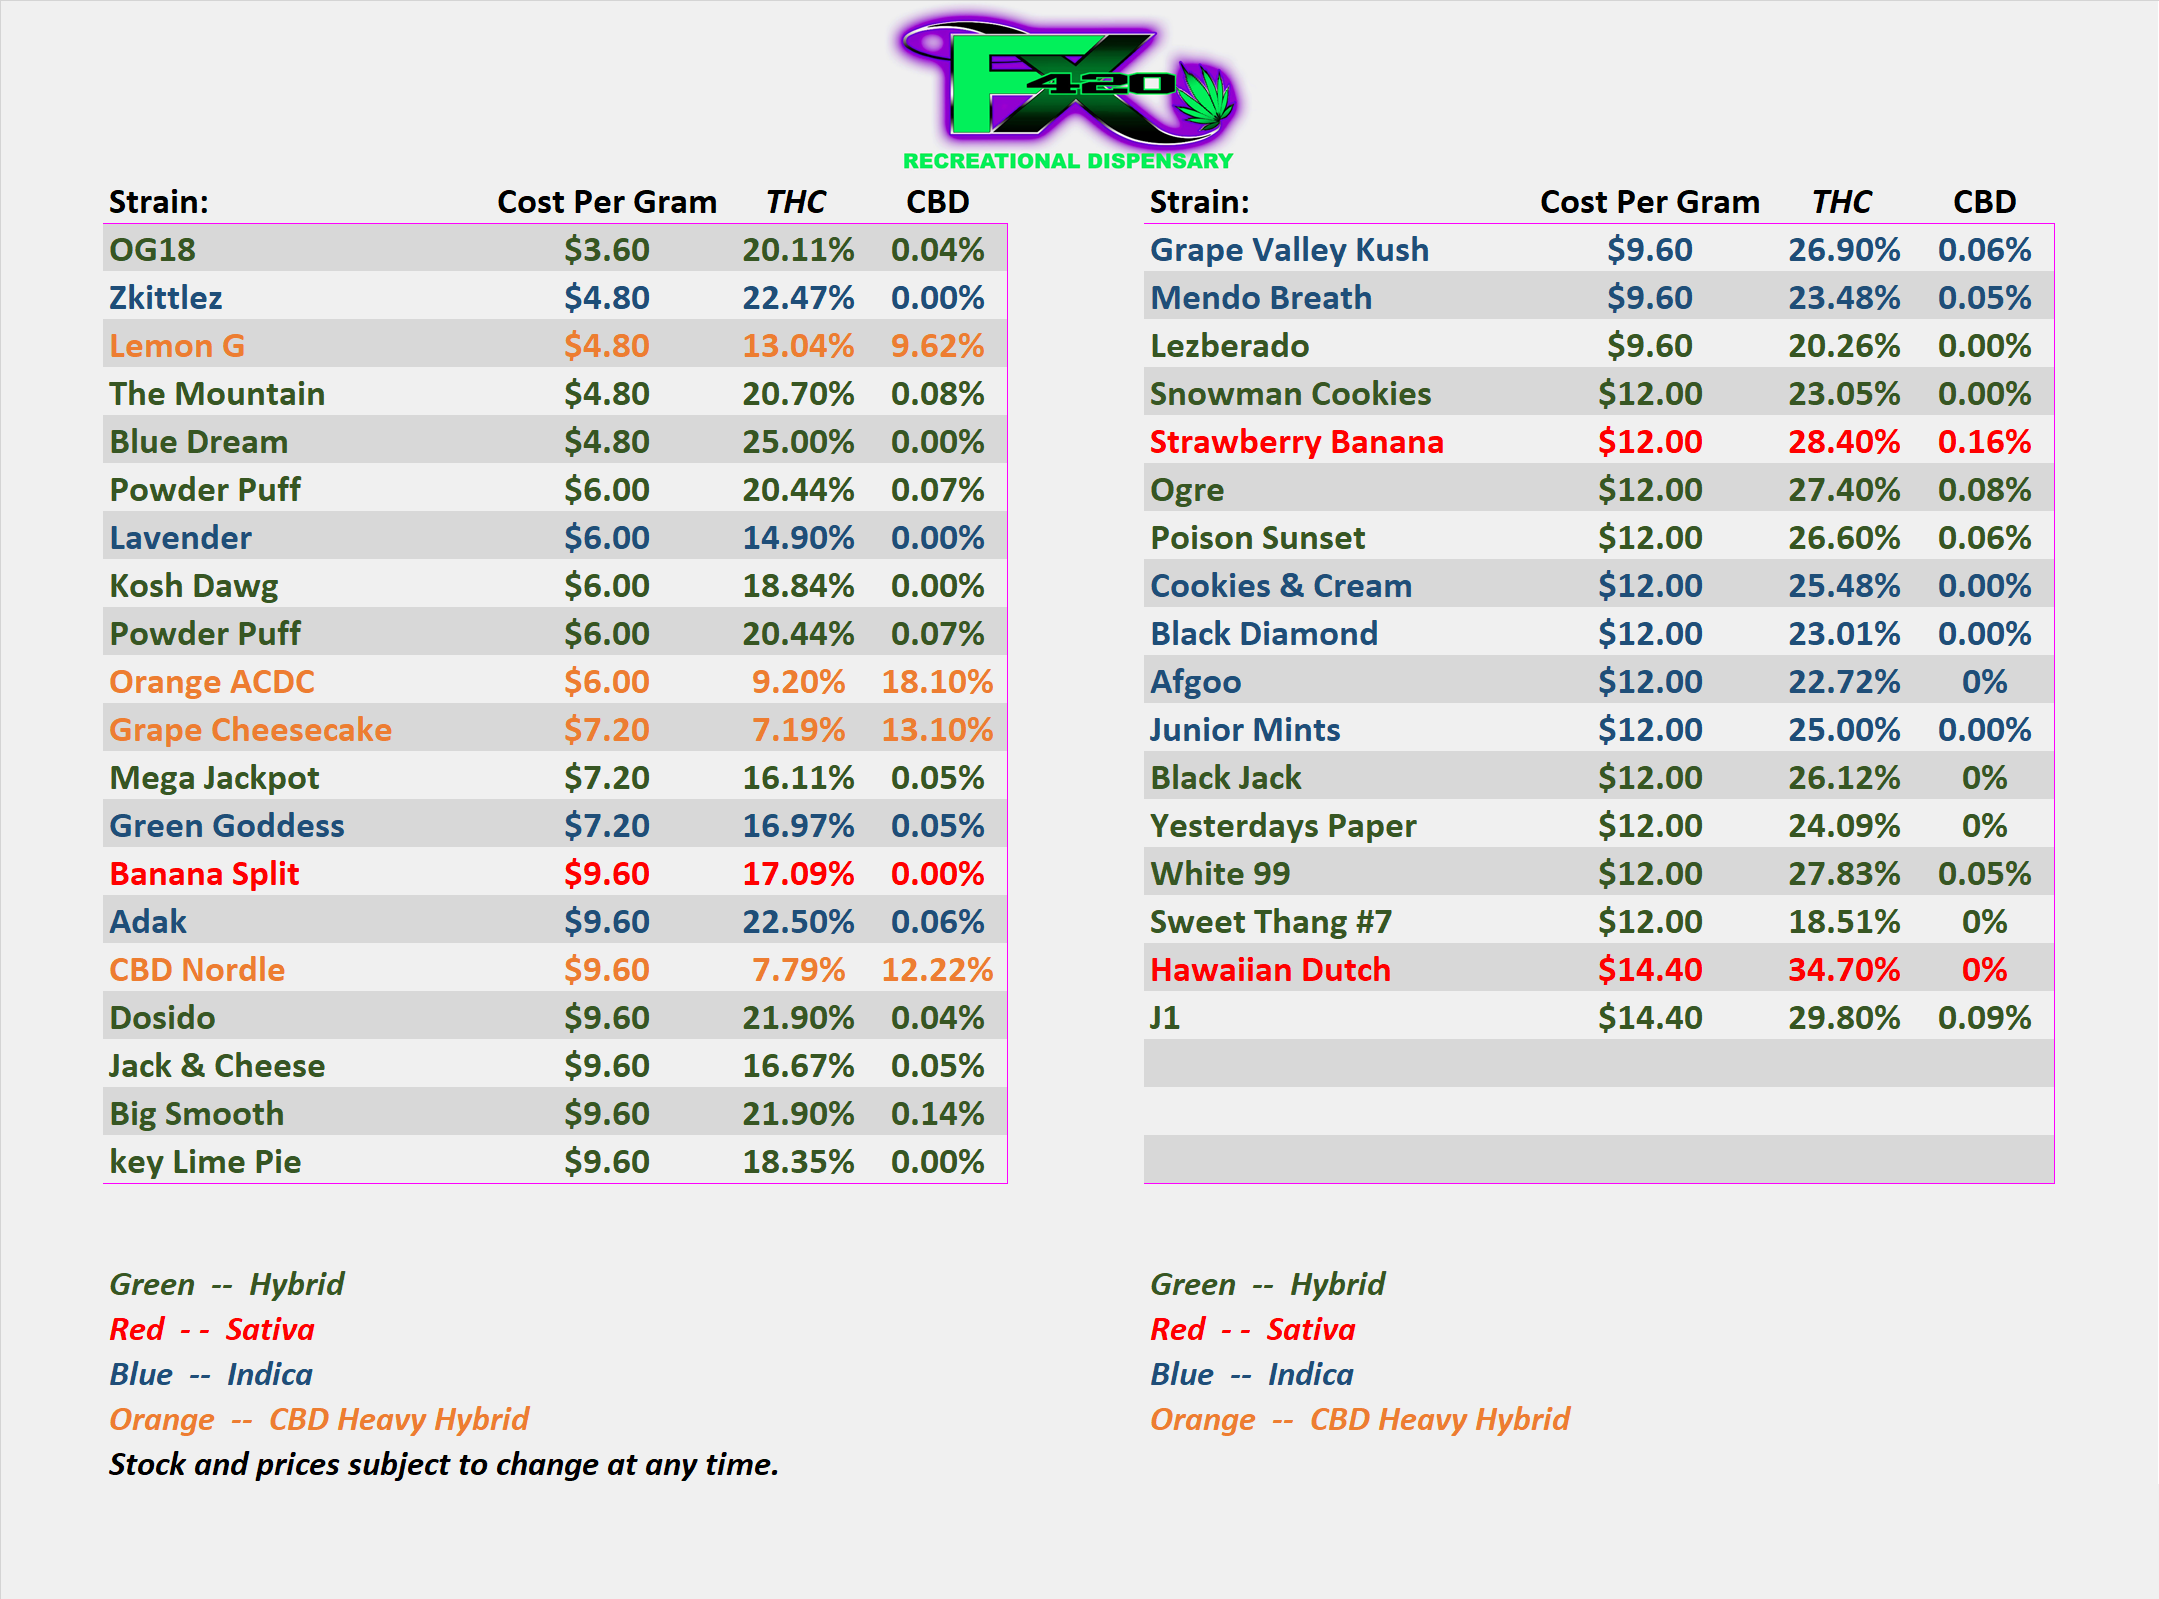 FX 420
RECREATIONAL DISPENSARY
Strain: Cost Per Gram THC CBD
OG18 $3.60 20.11% 0.04%
Zkittlez $4.80 22.47% 0.00%
Lemon G $4.80 13.04% 9.62%
The Mountain $4.80 20.70% 0.08%
Blue Dream $4.80 25.00% 0.00%
Powder Puff $6.00 20.44% 0.07%
Lavender $6.00 14.90% 0.00%
Kosh Dawg $6.00 18.84% 0.00%
Powder Puff $6.00 20.44% 0.07%
Orange ACDC $6.00 9.20% 18.10%
Grape Cheesecake $7.20 7.19% 13.10%
Mega Jackpot $7.20 16.11% 0.05%
Green Goddess $7.20 16.97% 0.05%
Banana Split $9.60 17.09% 0.00%
Adak $9.60 22.50% 0.06%
CBD Nordle $9.60 7.79% 12.22%
Dosido $9.60 21.90% 0.04%
Jack & Cheese $9.60 16.67% 0.05%
Big Smooth $9.60 21.90% 0.14%
key Lime Pie $9.60 18.35% 0.00%
Green -- Hybrid
Red - - Sativa
Blue -- Indica
Orange -- CBD Heavy Hybrid
Stock and prices subject to change at any time.
Strain: Cost Per Gram THC CBD
Grape Valley Kush $9.60 26.90% 0.06%
Mendo Breath $9.60 23.48% 0.05%
Lezberado $9.60 20.26% 0.00%
Snowman Cookies $12.00 23.05% 0.00%
Strawberry Banana $12.00 28.40% 0.16%
Ogre $12.00 27.40% 0.08%
Poison Sunset $12.00 26.60% 0.06%
Cookies & Cream $12.00 25.48% 0.00%
Black Diamond $12.00 23.01% 0.00%
Afgoo $12.00 22.72% 0%
Junior Mints $12.00 25.00% 0.00%
Black Jack $12.00 26.12% 0%
Yesterdays Paper $12.00 24.09% 0%
White 99 $12.00 27.83% 0.05%
Sweet Thang #7 $12.00 18.51% 0%
Hawaiian Dutch $14.40 34.70% 0%
J1 $14.40 29.80% 0.09%
Green -- Hybrid
Red - - Sativa
Blue -- Indica
Orange -- CBD Heavy Hybrid